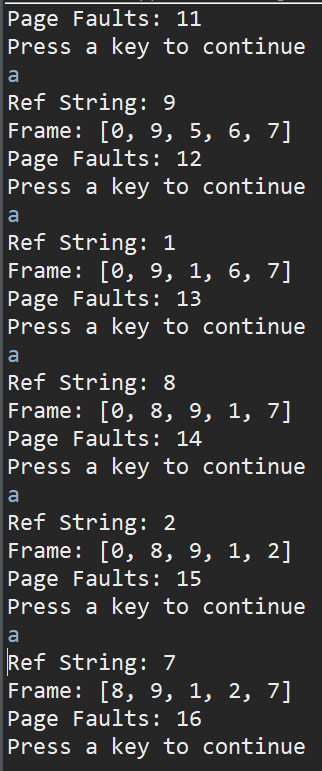 Page Faults: 11
Press a key to continue
a
Ref String: 9
Frame: [0, 9, 5, 6, 7]
Page Faults: 12
Press a key to continue
a
Ref String: 1
Frame: [0, 9, 1, 6, 7]
Page Faults: 13
Press a key to continue
a
Ref String: 8
Frame: [0, 8, 9, 1, 7]
Page Faults: 14
Press a key to continue
a
Ref String: 2
Frame: [0, 8, 9, 1, 2]
Page Faults: 15
Press a key to continue
a
Ref String: 7
Frame: [8, 9, 1, 2, 7]
Page Faults: 16
Press a key to continue